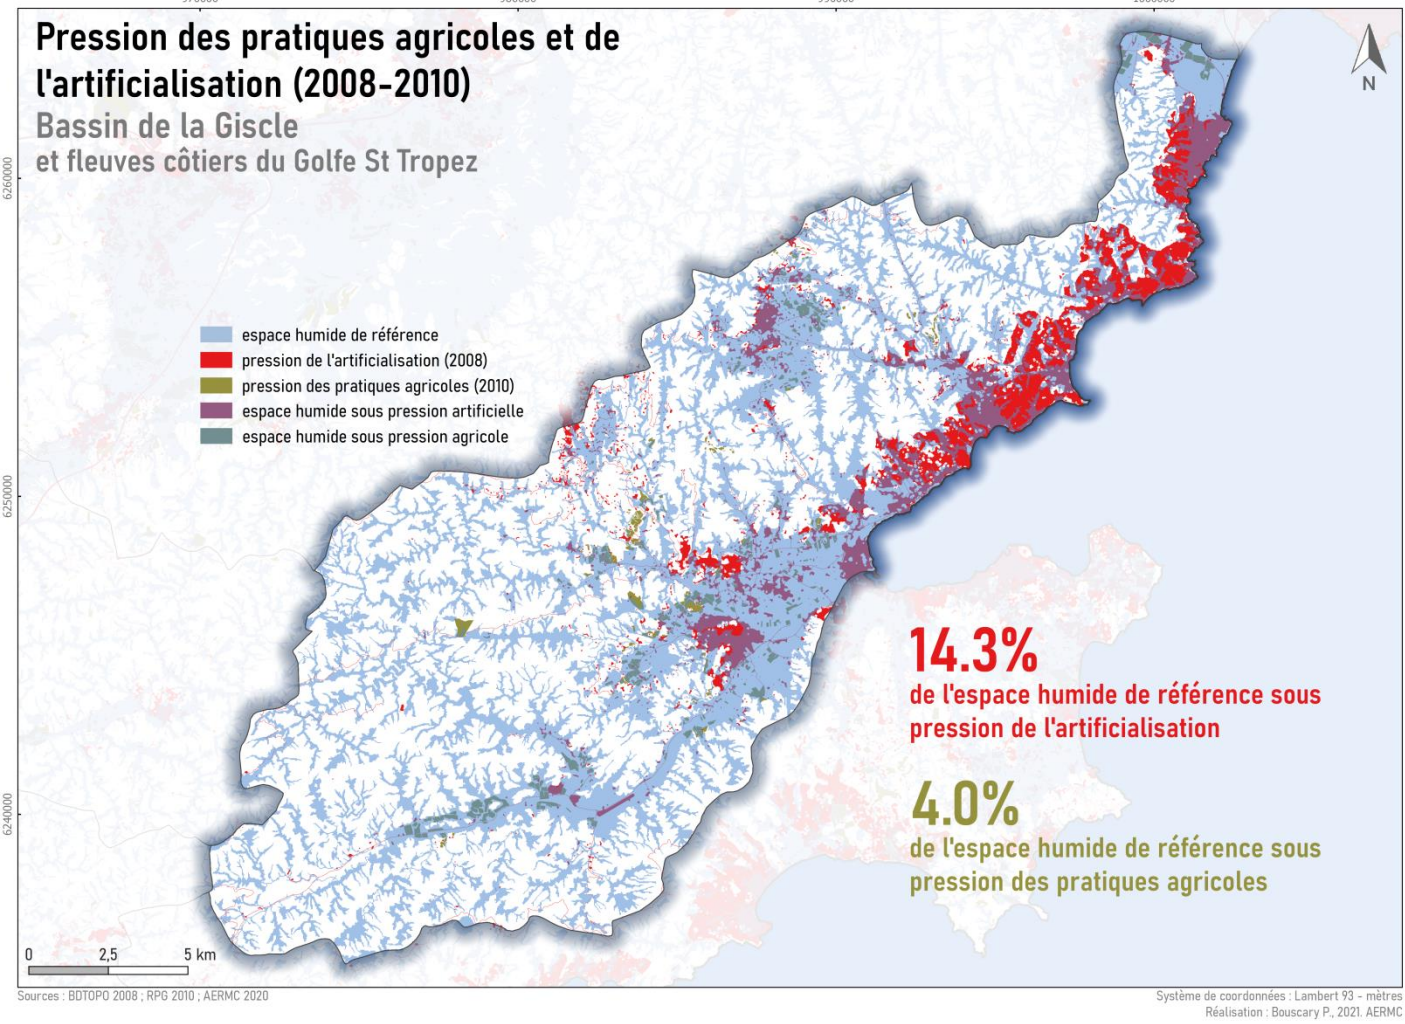 970000 980000 990000 1000000
Pression des pratiques agricoles et de
l'artificialisation (2008-2010)
Bassin de la Giscle
et fleuves côtiers du Golfe St Tropez
N
6260000
espace humide de référence
pression de l'artificialisation (2008)
pression des pratiques agricoles (2010)
espace humide sous pression artificielle
espace humide sous pression agricole
6250000
14.3%
de l'espace humide de référence sous
pression de l'artificialisation
4.0%
de l'espace humide de référence sous
pression des pratiques agricoles
6240000
0 2,5 5 km
Sources : BDTOPO 2008 ; RPG 2010 ; AERMC 2020
Système de coordonnées : Lambert 93 - mètres
Réalisation : Bouscary P., 2021. AERMC